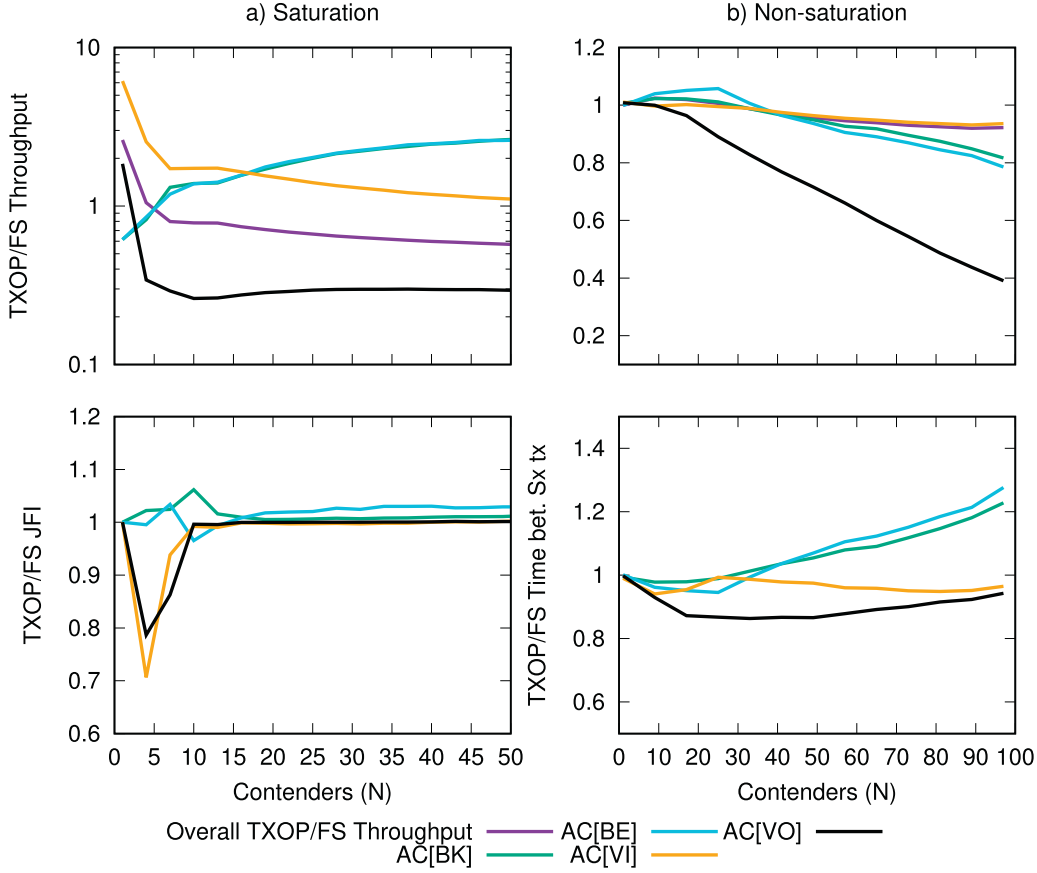 a) Saturation
b) Non-saturation
TXOP/FS Throughput
10
1
0.1
1.2
1
0.8
0.6
0.4
0.2
TXOP/FS JFI
1.2
1.1
1
0.9
0.8
0.7
0.6
TXOP/FS Time bet. Sx tx
1.4
1.2
1
0.8
0.6
0 5 10 15 20 25 30 35 40 45 50
0 10 20 30 40 50 60 70 80 90 100
Contenders (N)
Contenders (N)
Overall TXOP/FS Throughput AC[BE] AC[VO]
AC[BK] AC[VI]